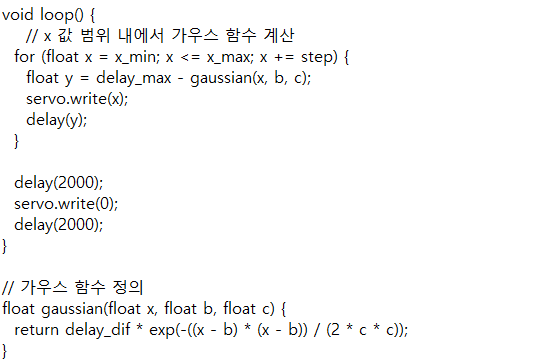 void loop() {
// x 값 범위 내에서 가우스 함수 계산
for (float x = x_min; x <= x_max; x += step) {
float y = delay_max - gaussian(x, b, c);
servo.write(x);
delay(y);
}
delay(2000);
servo.write(0);
delay(2000);
}
// 가우스 함수 정의
float gaussian(float x, float b, float c) {
return delay_dif * exp(-((x - b) * (x - b)) / (2 * c * c));
}